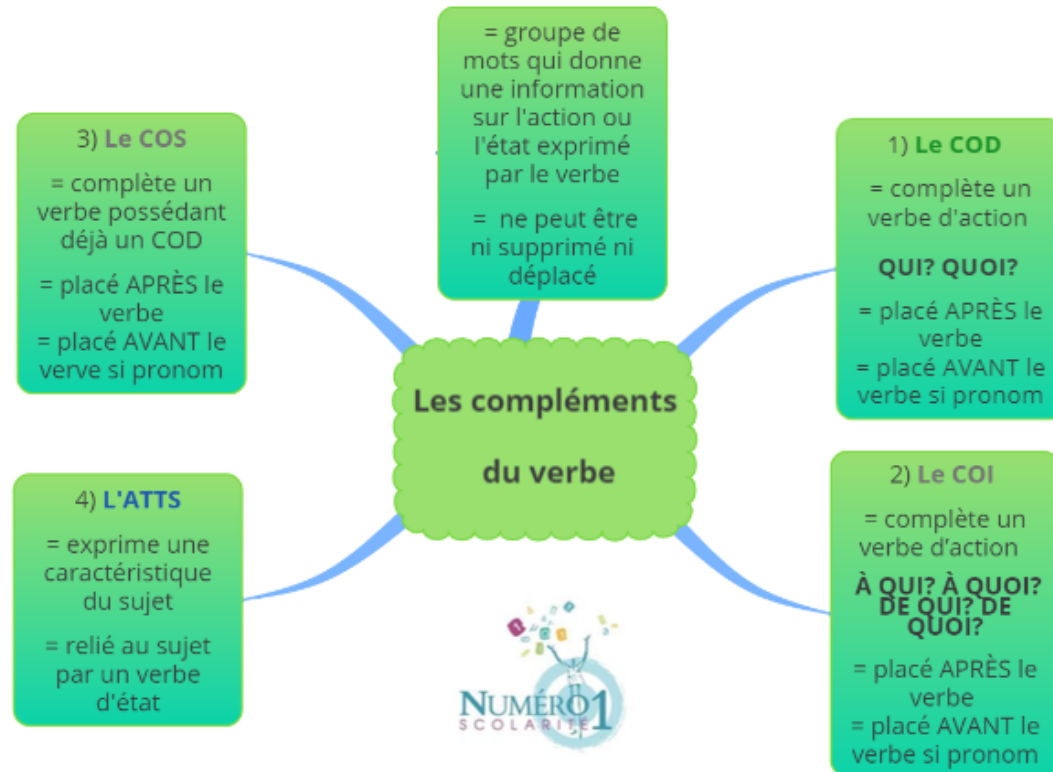 = groupe de
mots qui donne
une information
sur l'action ou
l'état exprimé
par le verbe
= ne peut être
ni supprimé ni
déplacé
Les compléments
du verbe
1) Le COD
= complète un
verbe d'action
QUI? QUOI?
= placé APRÈS le
verbe
= placé AVANT le
verbe si pronom
2) Le COI
= complète un
verbe d'action
À QUI? À QUOI?
DE QUI? DE
QUOI?
= placé APRÈS le
verbe
= placé AVANT le
verbe si pronom
3) Le COS
= complète un
verbe possédant
déjà un COD
= placé APRÈS le
verbe
= placé AVANT le
verve si pronom
4) L'ATTS
= exprime une
caractéristique
du sujet
= relié au sujet
par un verbe
d'état
NUMÉRO 1
SCOLARITÉ